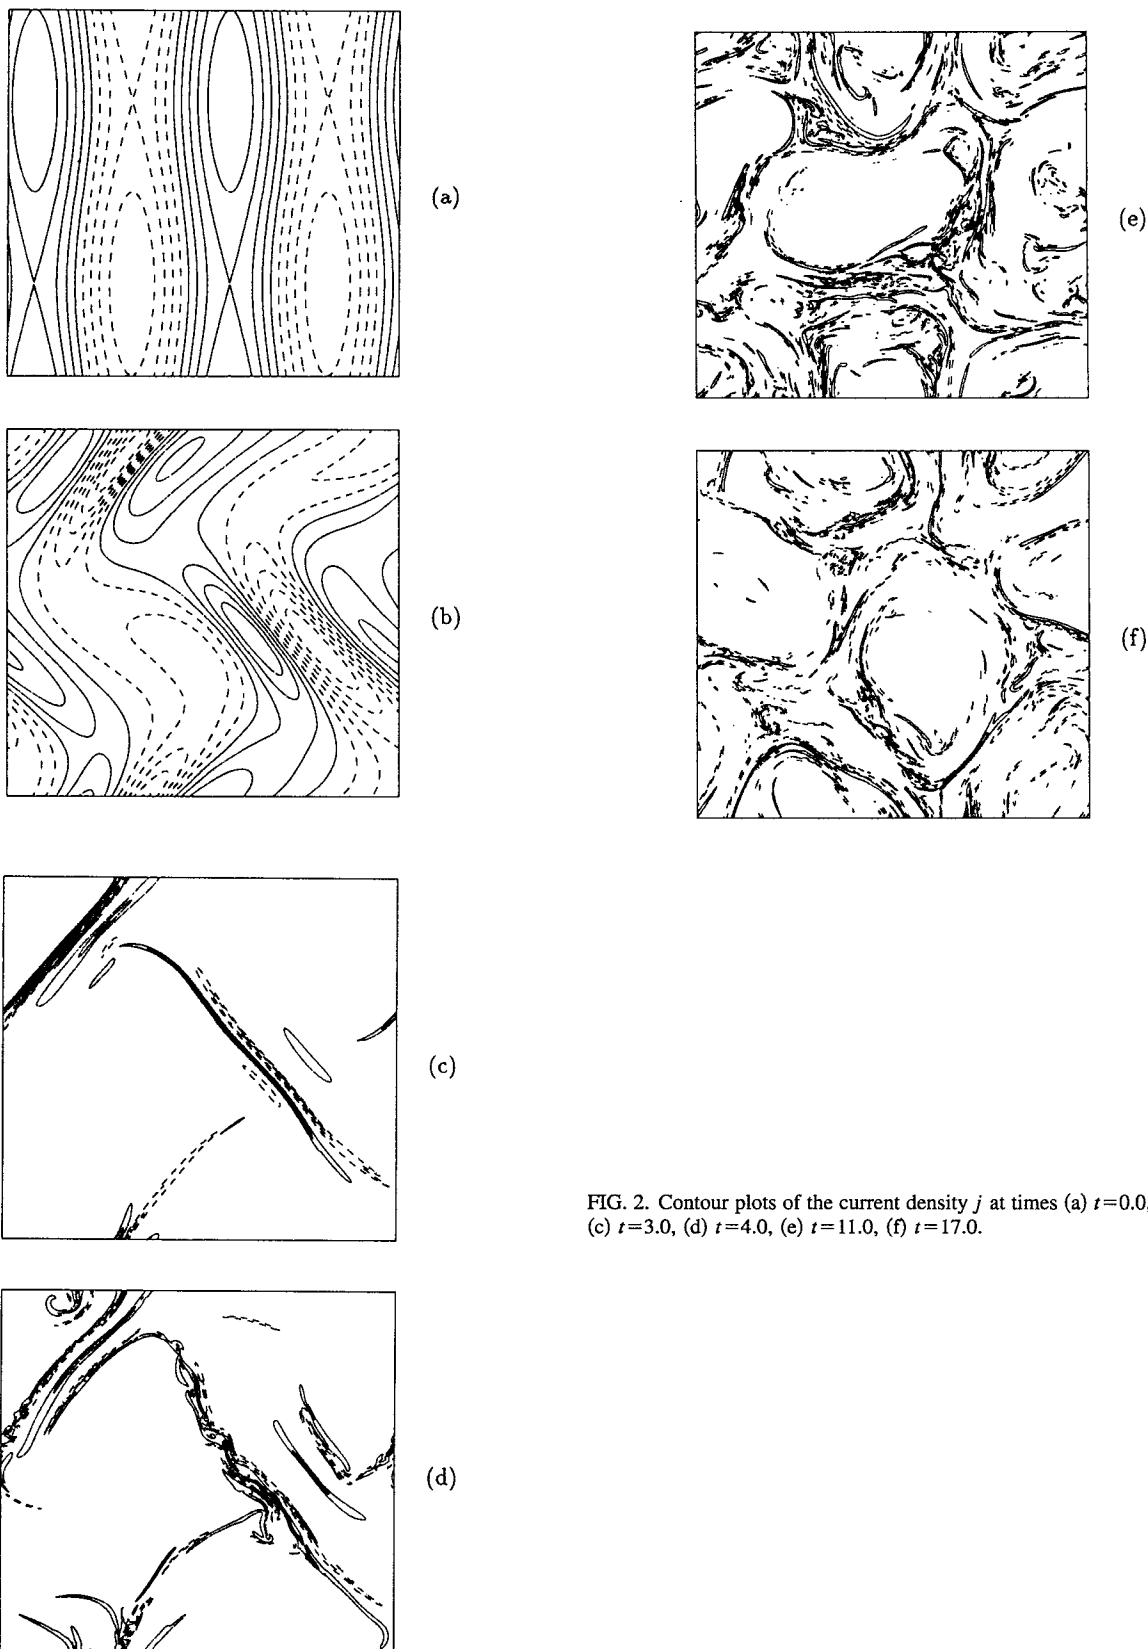 (a)
(b)
(c)
(d)
(e)
(f)
FIG. 2. Contour plots of the current density j at times (a) t=0.0,
(c) t=3.0, (d) t=4.0, (e) t=11.0, (f) t=17.0.